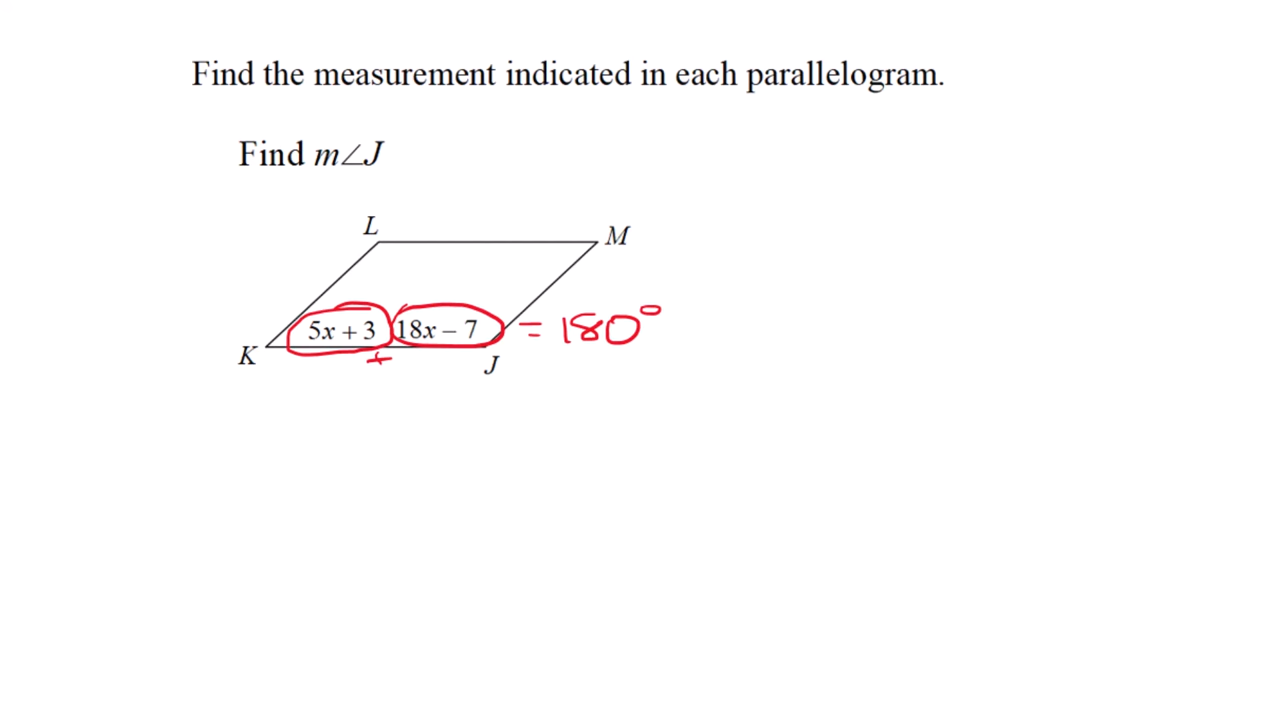 Find the measurement indicated in each parallelogram.
Find m∠J
L
M
5x + 3 18x – 7 = 180°
K + J